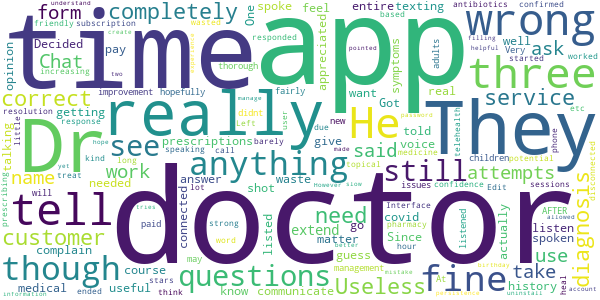 understand
friendly subscription
form completely
One spoke
responded
entire texting
based
feel
appreciated
adults
antibiotics confirmed
filling
helpful Very started
time app wrong
Decided
Chat pay
increasing
create
thorough
real
symptoms
ask well
worked
fairly
opinion
improvement hopefully
resolution
three
correct
really
He
want
Got
service
They
talking
getting
response
manage
didnt
Left
user
due
new
password
prescriptions
told
voice
medicine
little
long
speaking call
barely
give
telehealth
children
potential
Dr
see anything
said
still attempts
etc
name
kind
treat
yet
work
hope
topical
issues
confidence
Edit
AFTER
allowed
prescribing
tries
needed
answer
waste
However slow
Interface
pharmacy
sessions
disconnected
tell doctor
will
paid
lot
shot
strong
word
connected
need
go
covid
Since
hour
listened
actually
spoken
listen
diagnosis
though
may
customer
complain
course
stars
think
extend
matter
guess
management
mistake
better
made
pointed
two
wasted
useful
medical ended
information
questions
know communicate
listed
Useless
fine
At
take
use
history
heal
account
uninstall
birthday